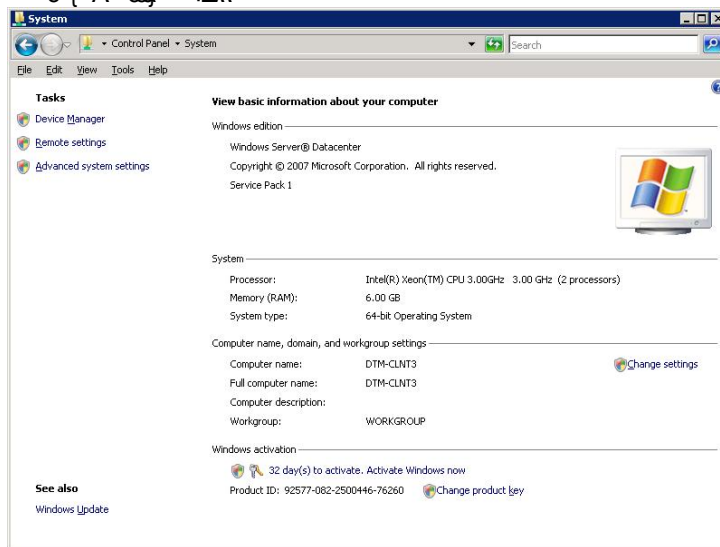 System
Control Panel System Search
File Edit View Tools Help
Tasks
Device Manager
Remote settings
Advanced system settings
View basic information about your computer
Windows edition
Windows Server® Datacenter
Copyright © 2007 Microsoft Corporation. All rights reserved.
Service Pack 1
System
Processor: Intel(R) Xeon(TM) CPU 3.00GHz 3.00 GHz (2 processors)
Memory (RAM): 6.00 GB
System type: 64-bit Operating System
Computer name, domain, and workgroup settings
Computer name: DTM-CLNT3 Change settings
Full computer name: DTM-CLNT3
Computer description:
Workgroup: WORKGROUP
Windows activation
32 day(s) to activate. Activate Windows now
Product ID: 92577-082-2500446-76260 Change product key
See also
Windows Update